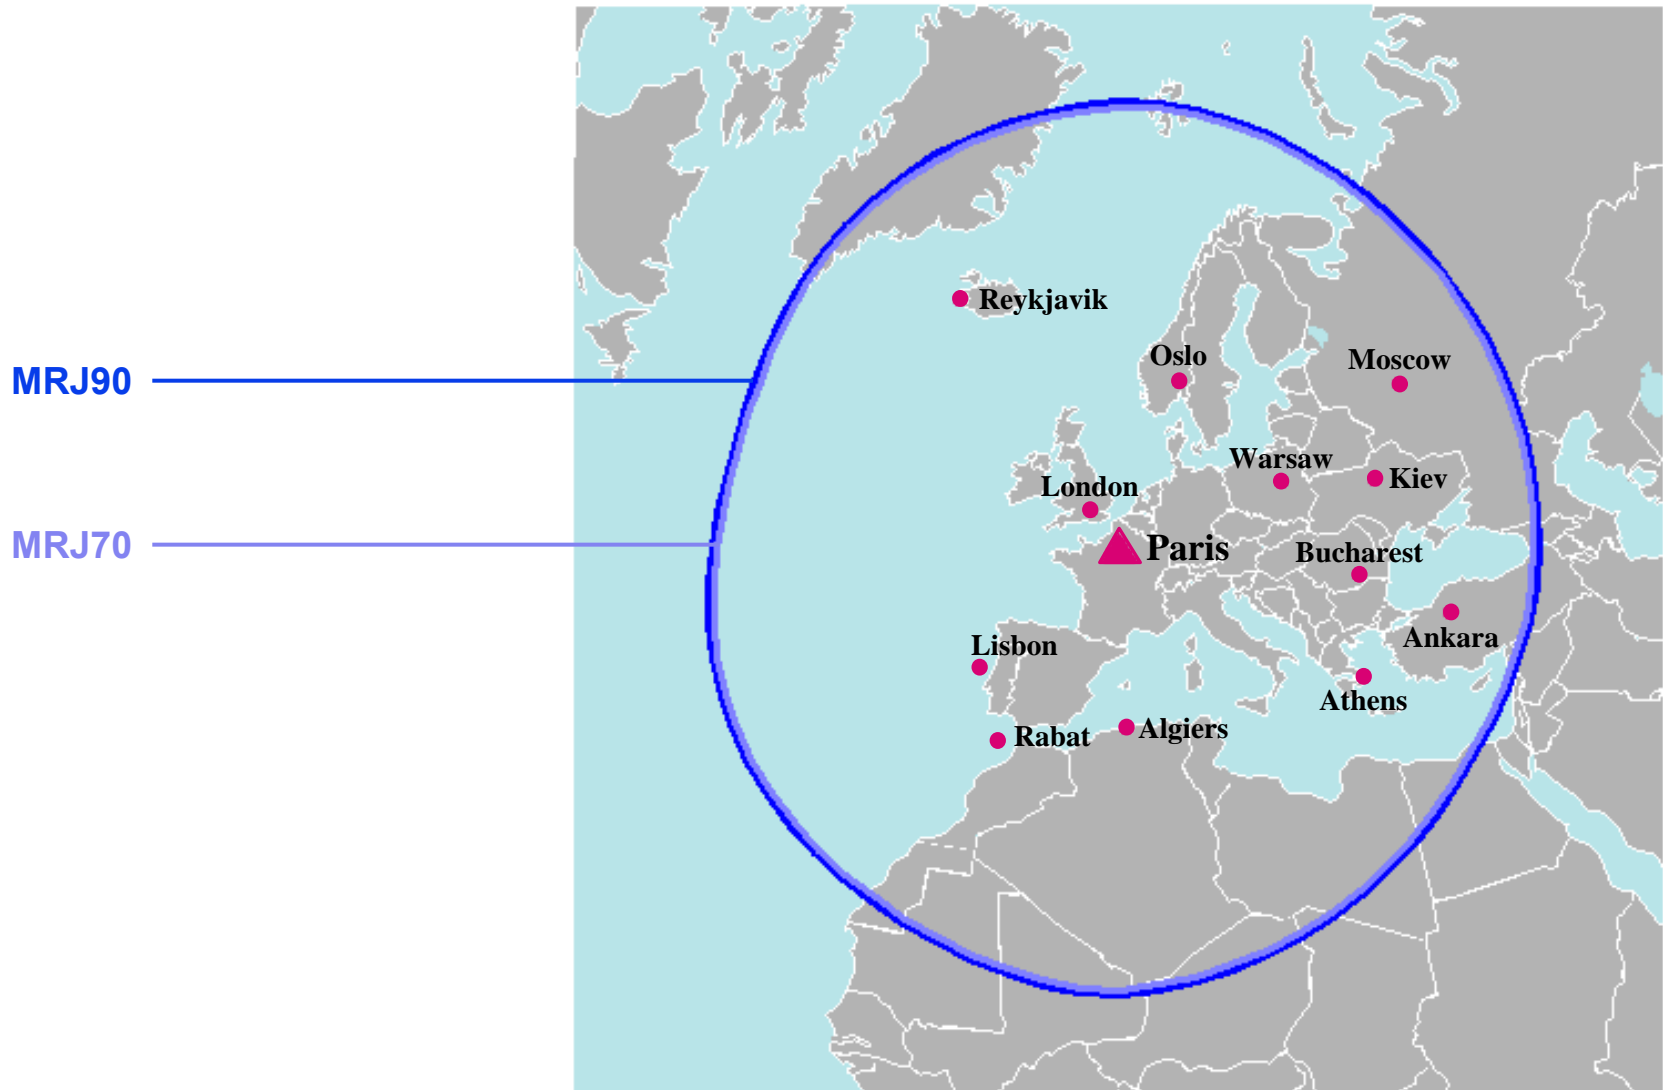 Reykjavik
Oslo
Moscow
MRJ90
Warsaw
Kiev
London
MRJ70
Paris
Bucharest
Ankara
Lisbon
Athens
Rabat
Algiers